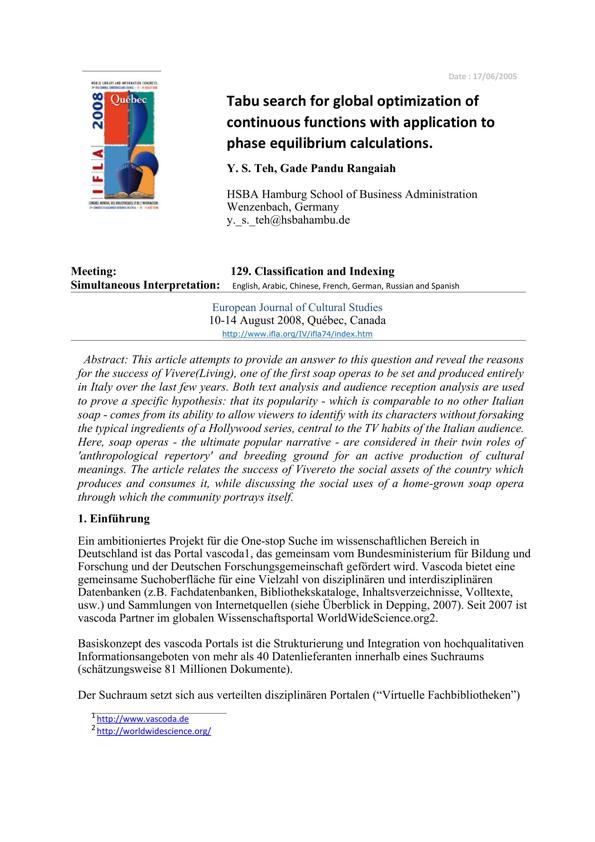 Date : 17/06/2005
WORLD LIBRARY AND INFORMATION CONGRESS:
2008
Québec
IFLA
Tabu search for global optimization of
continuous functions with application to
phase equilibrium calculations.
Y. S. Teh, Gade Pandu Rangaiah
HSBA Hamburg School of Business Administration
Wenzenbach, Germany
y._s._teh@hsbahambu.de
Meeting: 129. Classification and Indexing
Simultaneous Interpretation: English, Arabic, Chinese, French, German, Russian and Spanish
European Journal of Cultural Studies
10-14 August 2008, Québec, Canada
http://www.ifla.org/IV/ifla74/index.htm
Abstract: This article attempts to provide an answer to this question and reveal the reasons
for the success of Vivere(Living), one of the first soap operas to be set and produced entirely
in Italy over the last few years. Both text analysis and audience reception analysis are used
to prove a specific hypothesis: that its popularity - which is comparable to no other Italian
soap - comes from its ability to allow viewers to identify with its characters without forsaking
the typical ingredients of a Hollywood series, central to the TV habits of the Italian audience.
Here, soap operas - the ultimate popular narrative - are considered in their twin roles of
'anthropological repertory' and breeding ground for an active production of cultural
meanings. The article relates the success of Vivereto the social assets of the country which
produces and consumes it, while discussing the social uses of a home-grown soap opera
through which the community portrays itself.
1. Einführung
Ein ambitioniertes Projekt für die One-stop Suche im wissenschaftlichen Bereich in
Deutschland ist das Portal vascoda1, das gemeinsam vom Bundesministerium für Bildung und
Forschung und der Deutschen Forschungsgemeinschaft gefördert wird. Vascoda bietet eine
gemeinsame Suchoberfläche für eine Vielzahl von disziplinären und interdisziplinären
Datenbanken (z.B. Fachdatenbanken, Bibliothekskataloge, Inhaltsverzeichnisse, Volltexte,
usw.) und Sammlungen von Internetquellen (siehe Überblick in Depping, 2007). Seit 2007 ist
vascoda Partner im globalen Wissenschaftsportal WorldWideScience.org2.
Basiskonzept des vascoda Portals ist die Strukturierung und Integration von hochqualitativen
Informationsangeboten von mehr als 40 Datenlieferanten innerhalb eines Suchraums
(schätzungsweise 81 Millionen Dokumente).
Der Suchraum setzt sich aus verteilten disziplinären Portalen (“Virtuelle Fachbibliotheken”)
1 http://www.vascoda.de
2 http://worldwidescience.org/